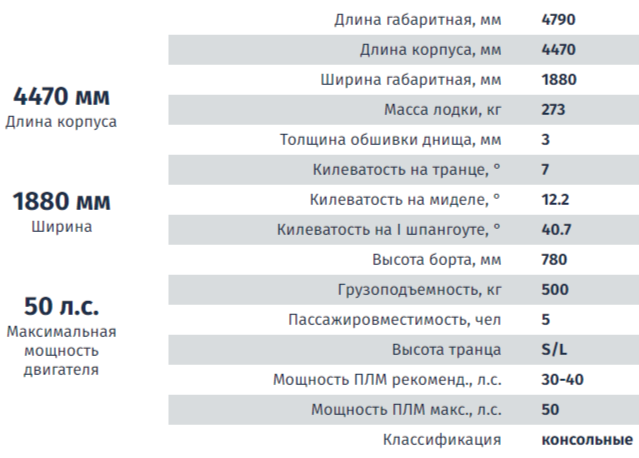 4470 мм
Длина корпуса
1880 мм
Ширина
50 л.с.
Максимальная
мощность
двигателя
Длина габаритная, мм 4790
Длина корпуса, мм 4470
Ширина габаритная, мм 1880
Масса лодки, кг 273
Толщина обшивки днища, мм 3
Килеватость на транце, ° 7
Килеватость на миделе, ° 12.2
Килеватость на I шпангоуте, ° 40.7
Высота борта, мм 780
Грузоподъемность, кг 500
Пассажировместимость, чел 5
Высота транца S/L
Мощность ПЛМ рекоменд., л.с. 30-40
Мощность ПЛМ макс., л.с. 50
Классификация консольные